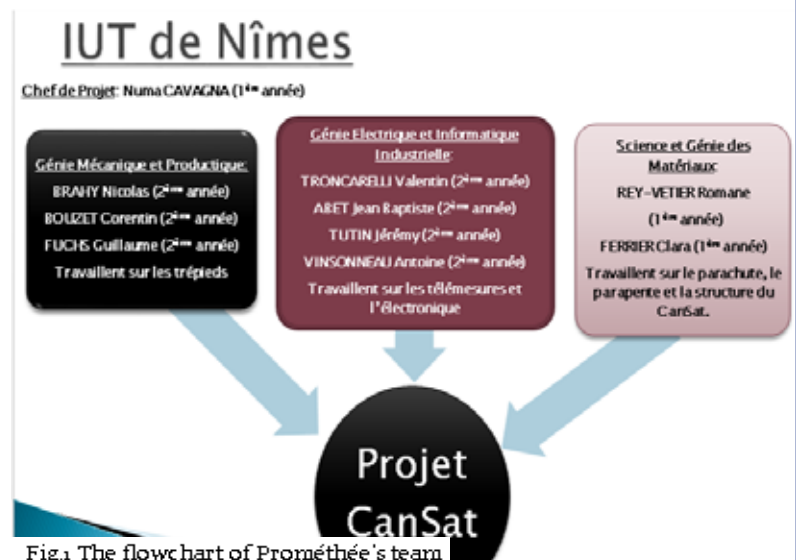 IUT de Nîmes
Chef de Projet: Numa CAVAGNA (1ère année)
Génie Mécanique et Productique:
BRAHY Nicolas (2ème année)
BOUZET Corentin (2ème année)
FUCHS Guillaume (2ème année)
Travaillent sur les trépieds
Génie Electrique et Informatique
Industrielle:
TRONCARELLI Valentin (2ème année)
ABET Jean Baptiste (2ème année)
TUTIN Jérémy (2ème année)
VINSONNEAU Antoine (2ème année)
Travaillent sur les télémesures et
l'électronique
Science et Génie des
Matériaux:
REY-VETIER Romane
(1ère année)
FERRIER Clara (1ère année)
Travaillent sur le parachute, le
parapente et la structure du
CanSat.
Projet
CanSat
Fig.1 The flowchart of Prométhée's team